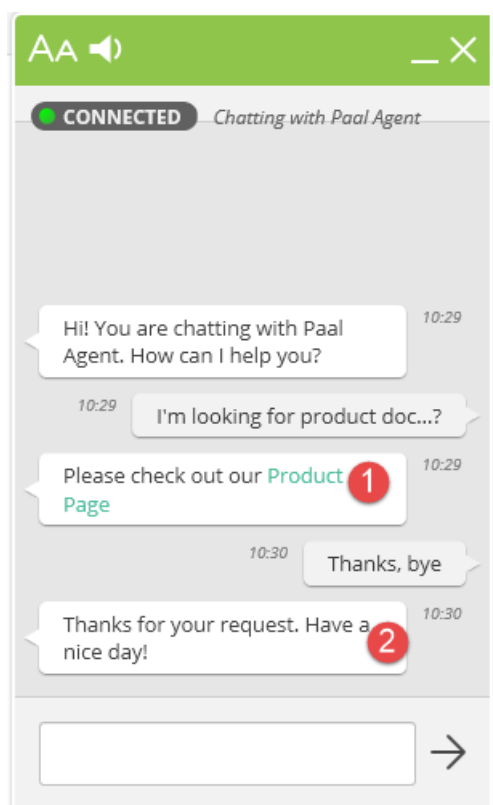 AA
CONNECTED Chatting with Paal Agent
10:29
Hi! You are chatting with Paal
Agent. How can I help you?
10:29
I'm looking for product doc...?
10:29
Please check out our Product
Page
1
10:30
Thanks, bye
10:30
Thanks for your request. Have a
nice day!
2